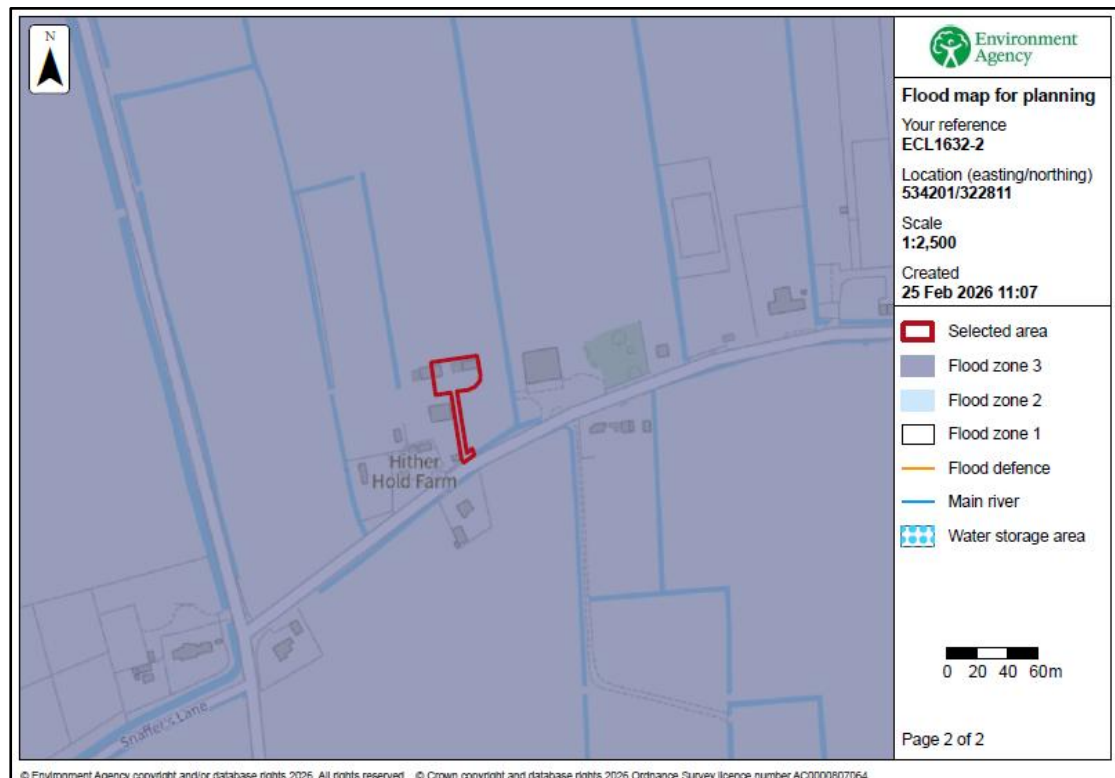 N
Hither
Hold Farm
Snaffer's Lane
Environment
Agency
Flood map for planning
Your reference
ECL1632-2
Location (easting/northing)
534201/322811
Scale
1:2,500
Created
25 Feb 2026 11:07
Selected area
Flood zone 3
Flood zone 2
Flood zone 1
Flood defence
Main river
Water storage area
0 20 40 60m
Page 2 of 2
© Environment Agency copyright and/or database rights 2026. All rights reserved. © Crown copyright and database rights 2026 Ordnance Survey licence number AC0000807064